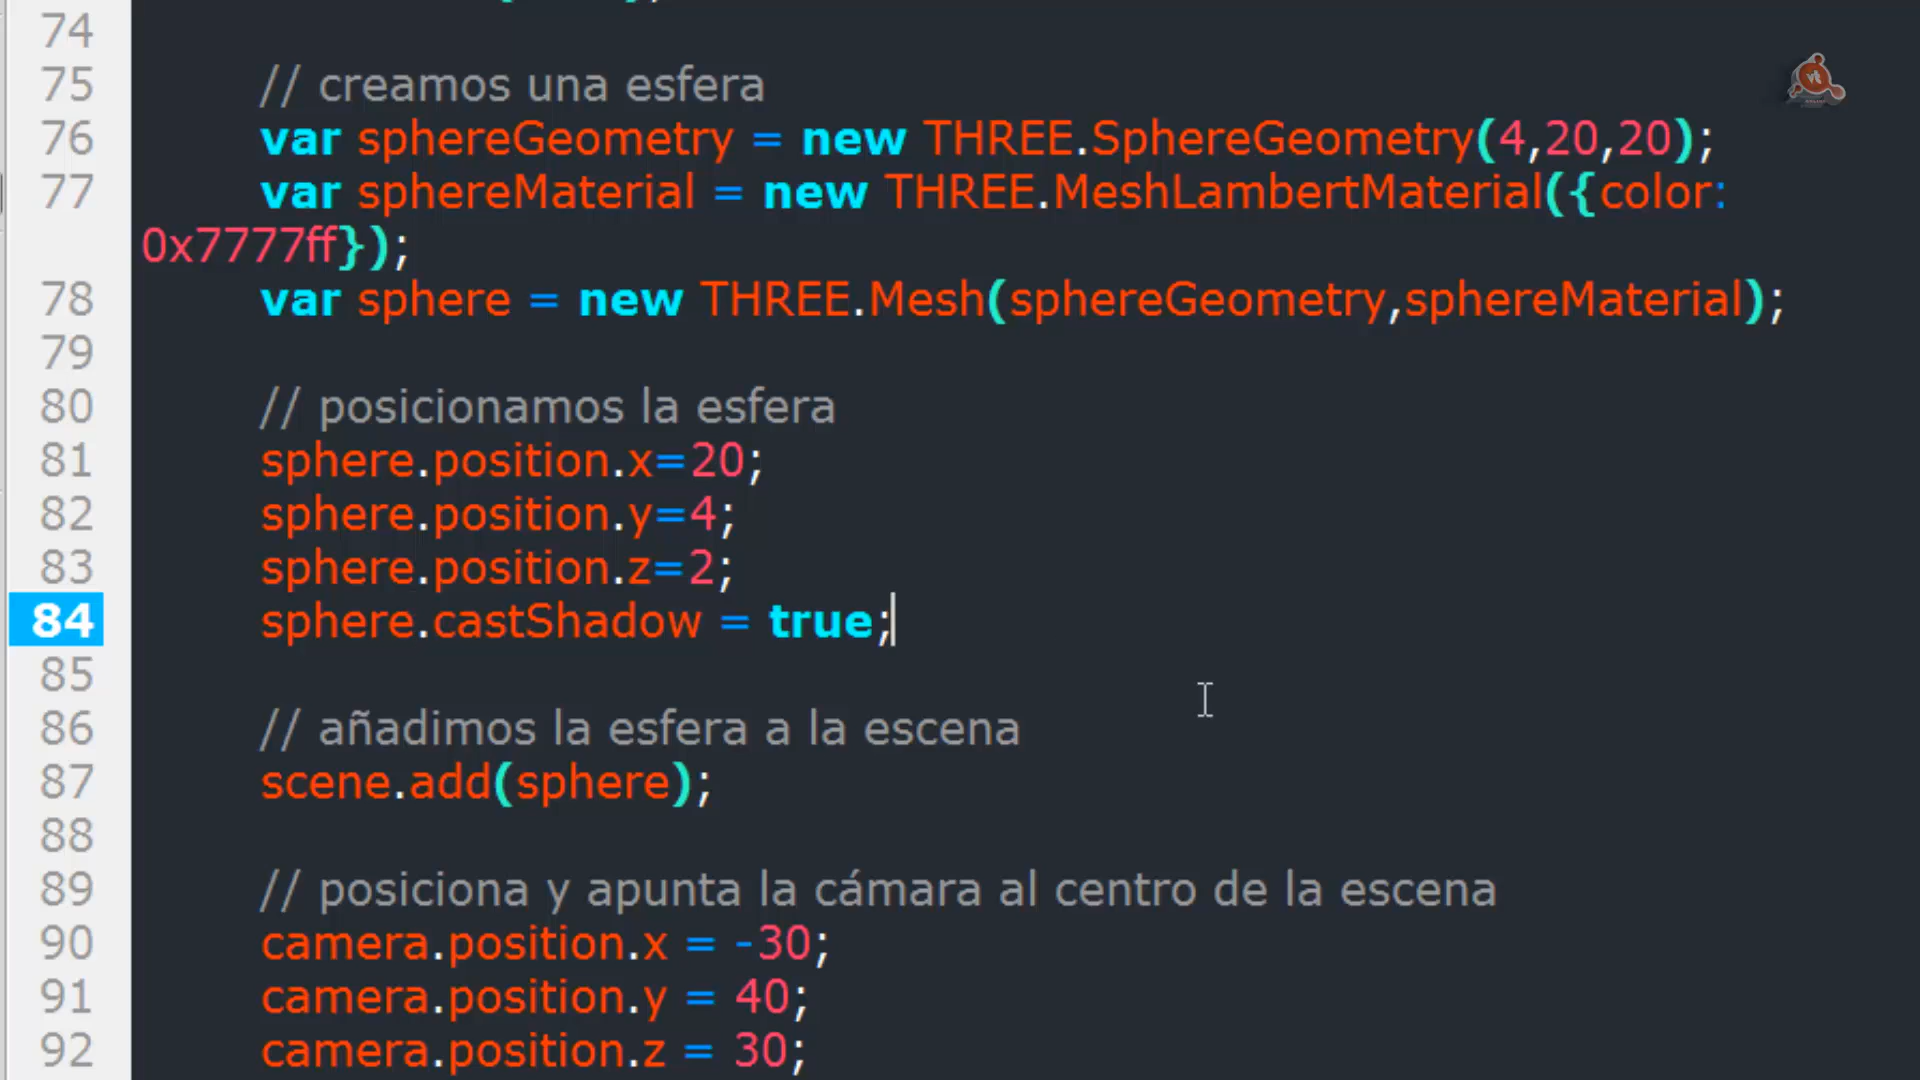 74
75 // creamos una esfera
76 var sphereGeometry = new THREE.SphereGeometry(4,20,20);
77 var sphereMaterial = new THREE.MeshLambertMaterial({color:
0x7777ff});
78 var sphere = new THREE.Mesh(sphereGeometry,sphereMaterial);
79
80 // posicionamos la esfera
81 sphere.position.x=20;
82 sphere.position.y=4;
83 sphere.position.z=2;
84 sphere.castShadow = true;
85
86 // añadimos la esfera a la escena
87 scene.add(sphere);
88
89 // posiciona y apunta la cámara al centro de la escena
90 camera.position.x = -30;
91 camera.position.y = 40;
92 camera.position.z = 30;
vt